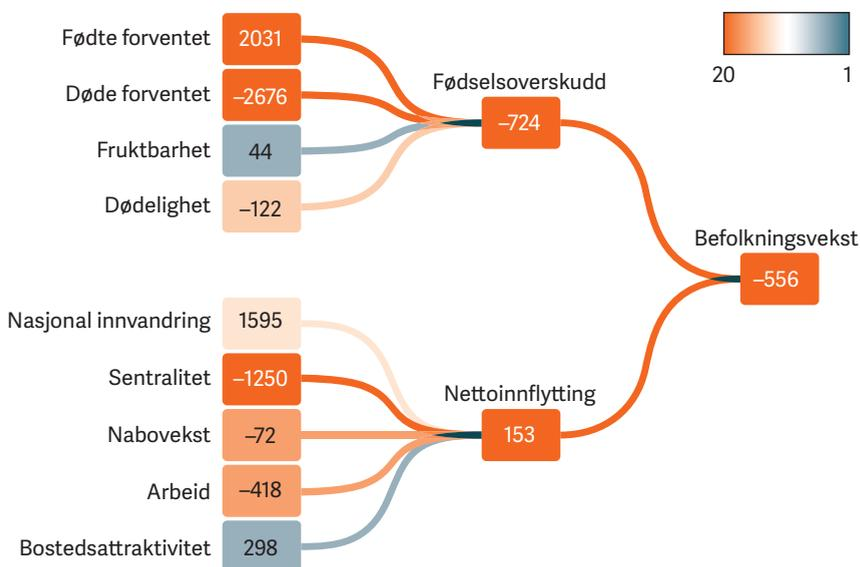 20 1
Fødte forventet 2031
Døde forventet –2676
Fruktbarhet 44
Dødelighet –122
Fødselsoverskudd
–724
Befolkningsvekst
–556
Nasjonal innvandring 1595
Sentralitet –1250
Nabovekst –72
Arbeid –418
Bostedsattraktivitet 298
Nettoinnflytting
153